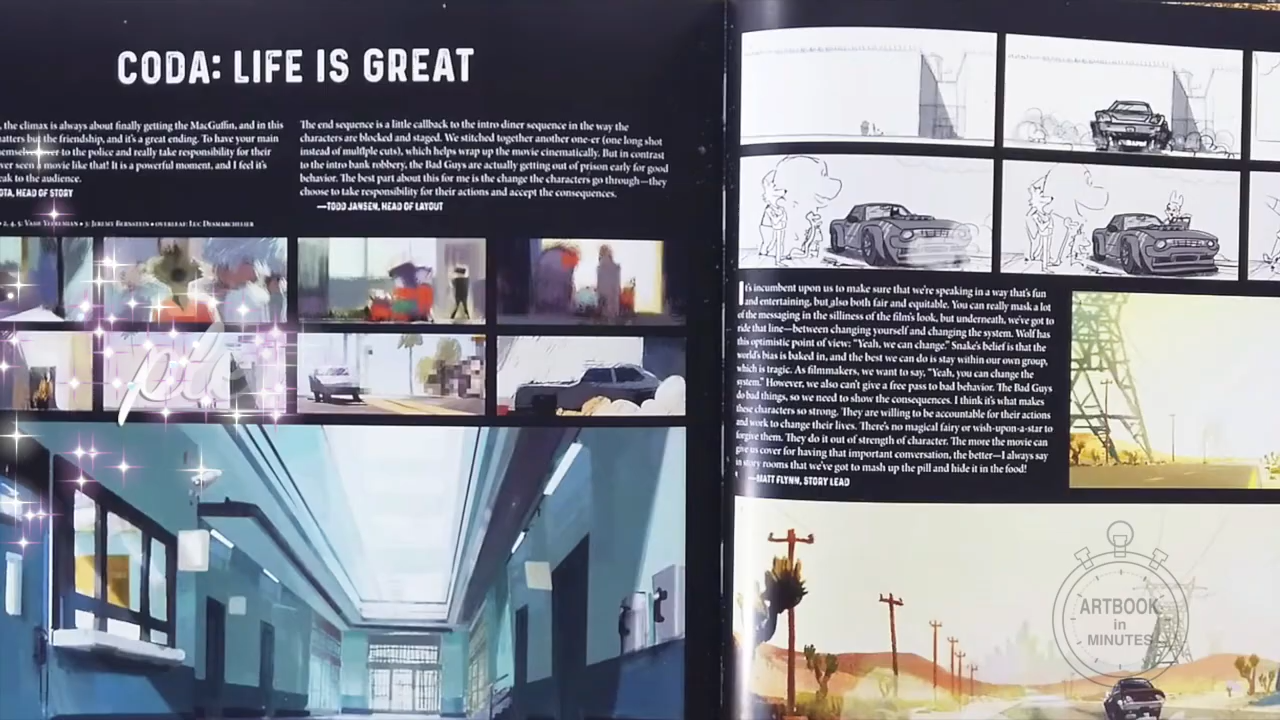 CODA: LIFE IS GREAT
, the climax is always about finally getting the MacGuffin, and in this
matters but the friendship, and it's a great ending. To have your main
over to the police and really take responsibility for their
ver seen a movie like that! It is a powerful moment, and I feel it's
eak to the audience.
OTA, HEAD OF STORY
The end sequence is a little callback to the intro diner sequence in the way the
characters are blocked and staged. We stitched together another one-er (one long shot
instead of multiple cuts), which helps wrap up the movie cinematically. But in contrast
to the intro bank robbery, the Bad Guys are actually getting out of prison early for good
behavior. The best part about this for me is the change the characters go through—they
choose to take responsibility for their actions and accept the consequences.
—TODD JANSEN, HEAD OF LAYOUT
2, 4, 5: Vadim Yeremian • 3: Jeremy Bernstein • overleaf: Luc Desmarchelier
It's incumbent upon us to make sure that we're speaking in a way that's fun
and entertaining, but also both fair and equitable. You can really mask a lot
of the messaging in the silliness of the film's look, but underneath, we've got to
ride that line—between changing yourself and changing the system. Wolf has
this optimistic point of view: "Yeah, we can change." Snake's belief is that the
world's bias is baked in, and the best we can do is stay within our own group,
which is tragic. As filmmakers, we want to say, "Yeah, you can change the
system." However, we also can't give a free pass to bad behavior. The Bad Guys
do bad things, so we need to show the consequences. I think it's what makes
these characters so strong. They are willing to be accountable for their actions
and work to change their lives. There's no magical fairy or wish-upon-a-star to
forgive them. They do it out of strength of character. The more the movie can
give us cover for having that important conversation, the better—I always say
in story rooms that we've got to mash up the pill and hide it in the food!
—MATT FLYNN, STORY LEAD
ARTBOOK
in
MINUTES